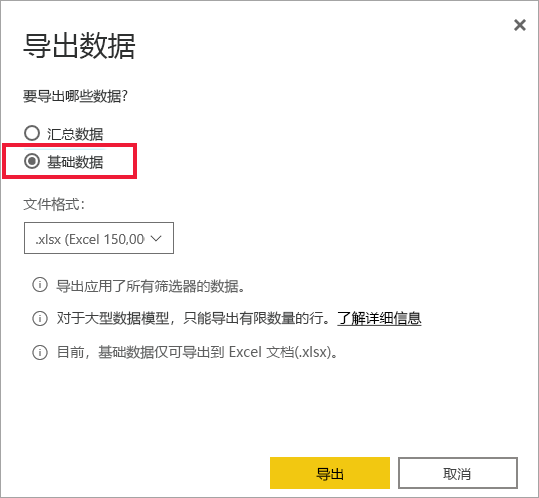 导出数据
要导出哪些数据?
汇总数据
基础数据
文件格式:
.xlsx (Excel 150,00
导出应用了所有筛选器的数据。
对于大型数据模型，只能导出有限数量的行。了解详细信息
目前，基础数据仅可导出到 Excel 文档(.xlsx)。
导出
取消